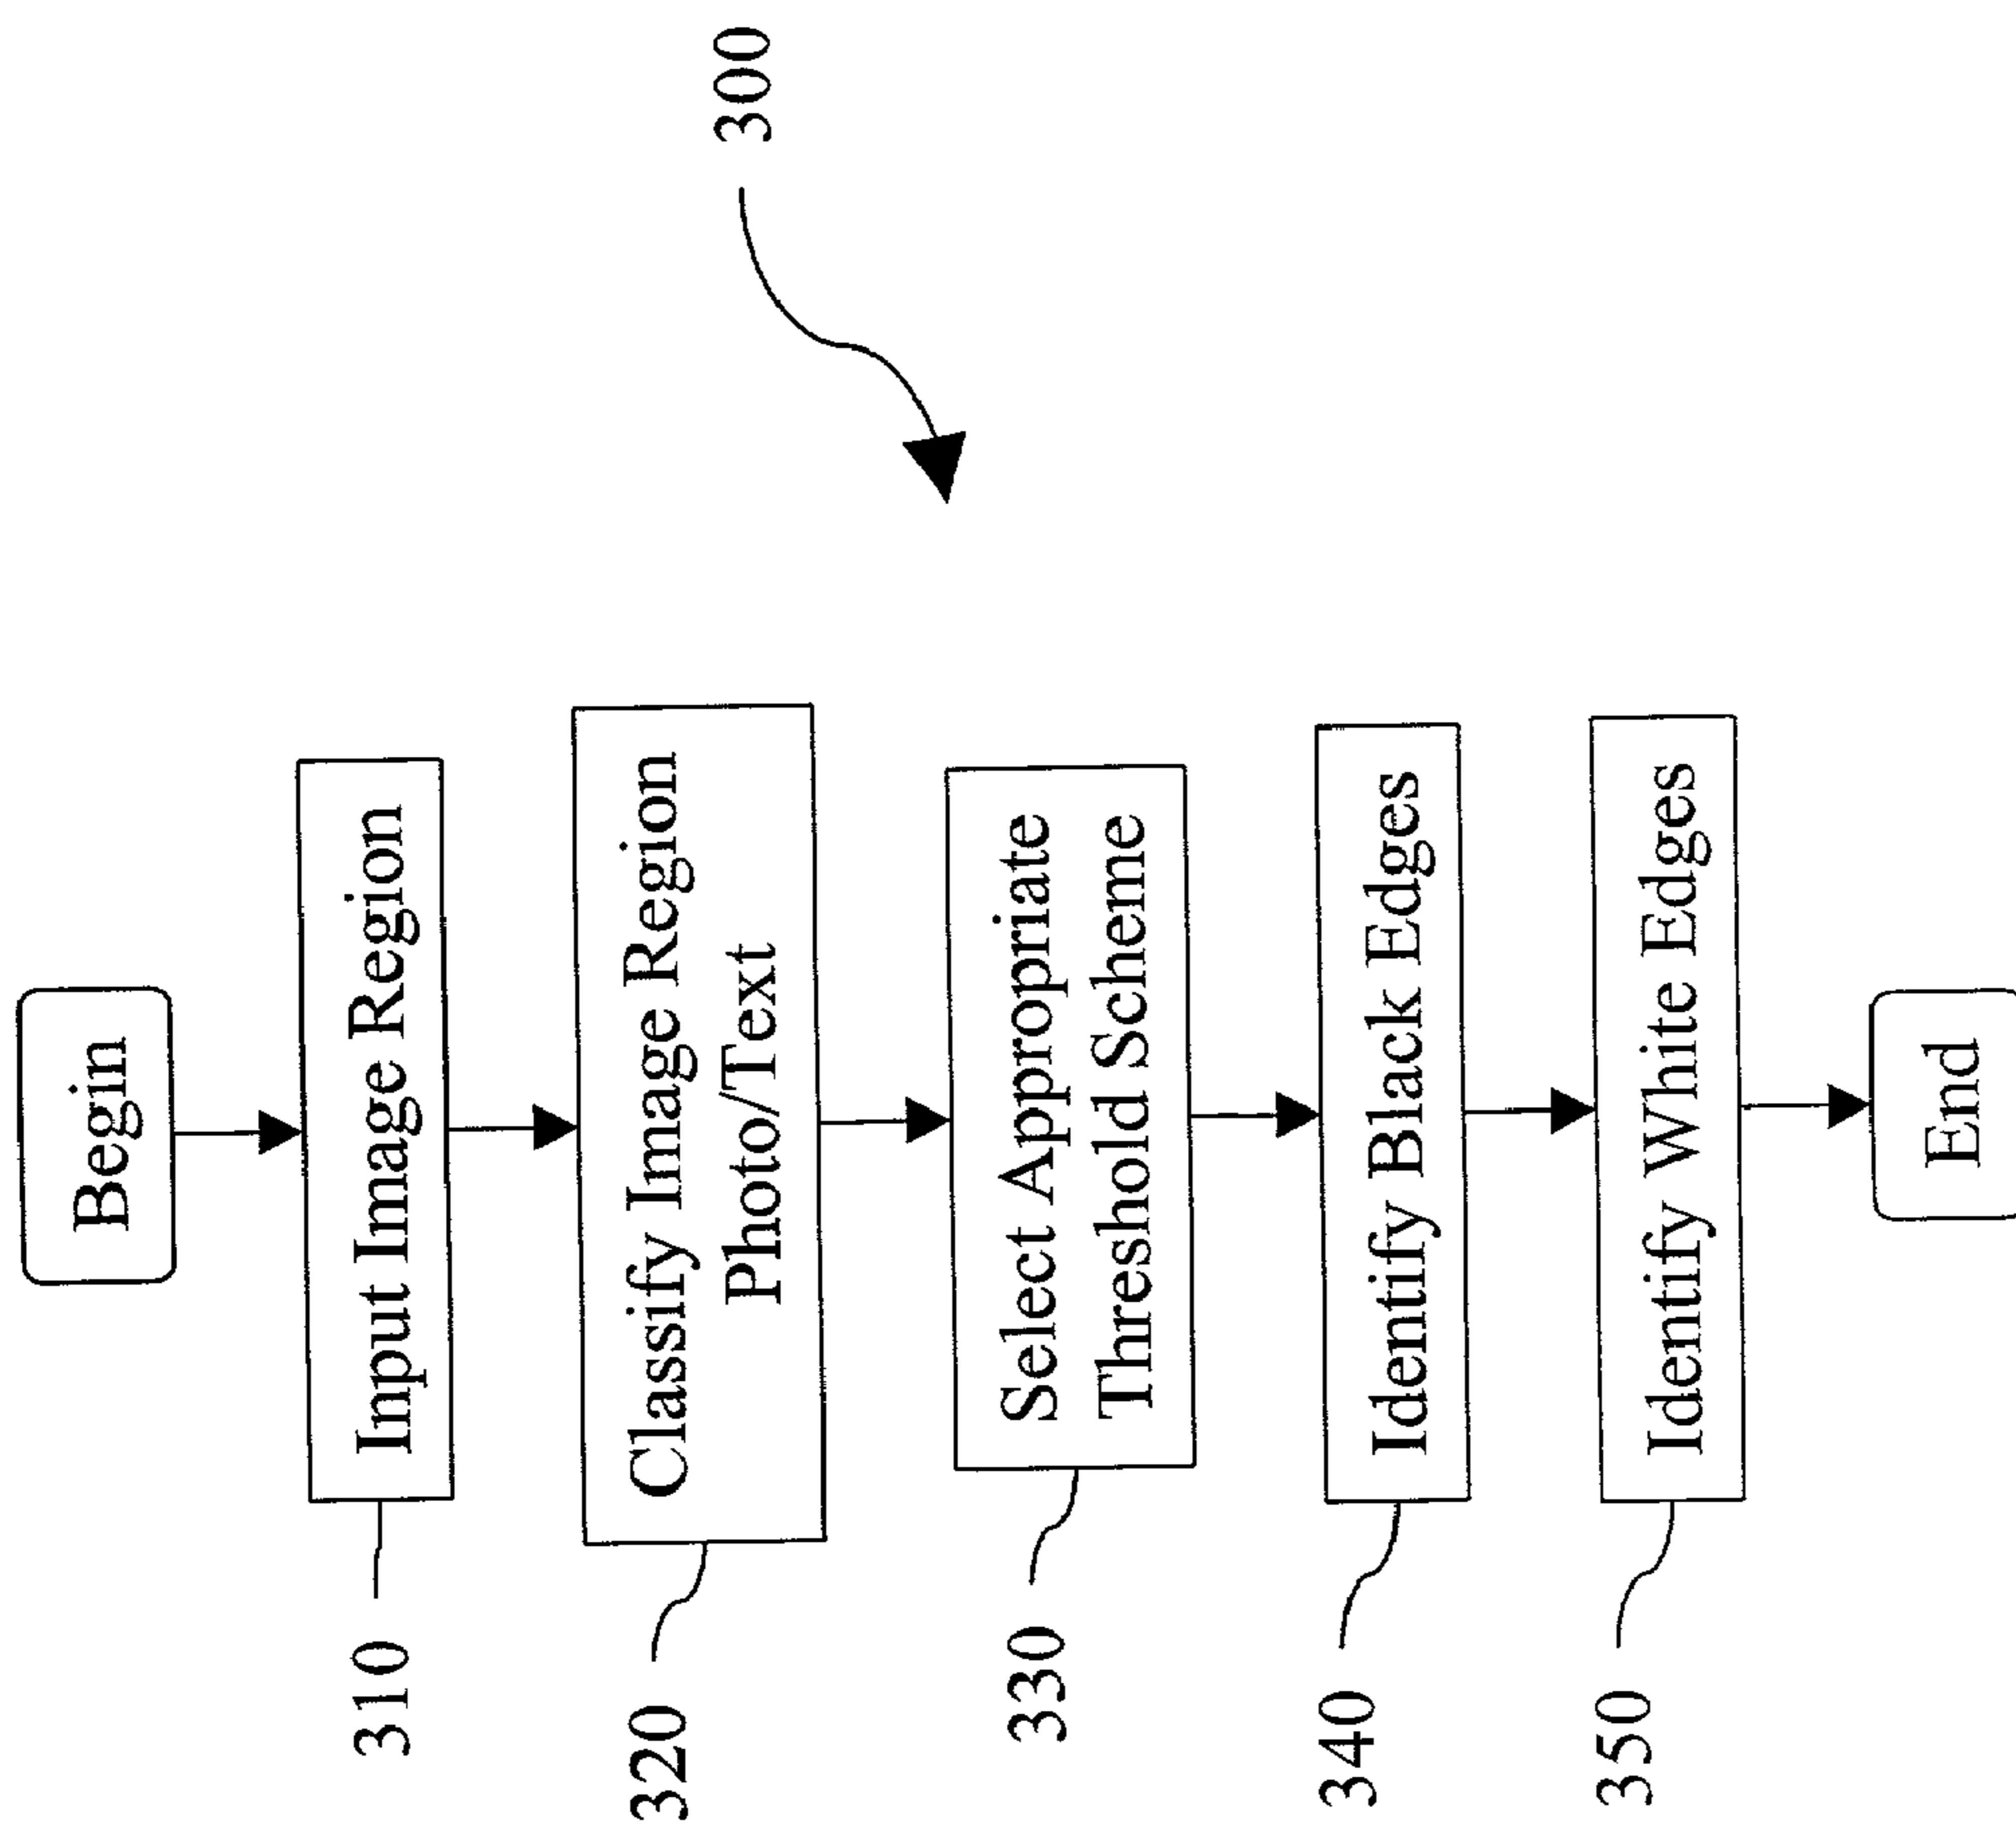 Begin
310
Input Image Region
320
Classify Image Region
Photo/Text
300
330
Select Appropriate
Threshold Scheme
340
Identify Black Edges
350
Identify White Edges
End